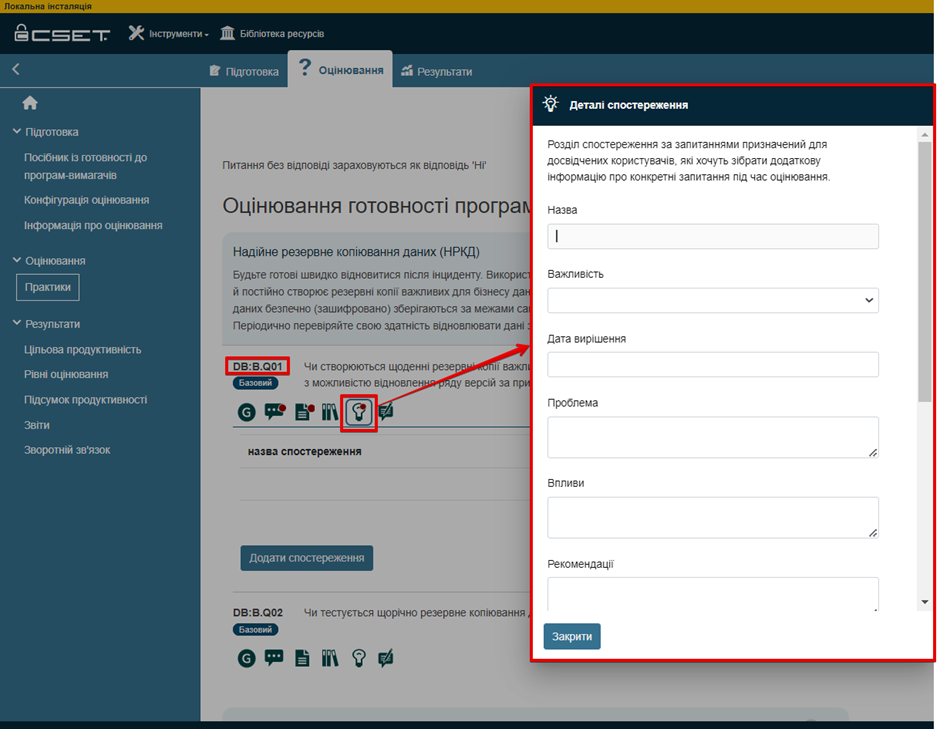 Локальна інсталяція
CSET
Інструменти
Бібліотека ресурсів
Підготовка
Оцінювання
Результати
Підготовка
Посібник із готовності до
програм-вимагачів
Конфігурація оцінювання
Інформація про оцінювання
Оцінювання
Практики
Результати
Цільова продуктивність
Рівні оцінювання
Підсумок продуктивності
Звіти
Зворотній зв'язок
Питання без відповіді зараховуються як відповідь 'Ні'
Оцінювання готовності програм
Надійне резервне копіювання даних (НРКД)
Будьте готові швидко відновитися після інциденту.
й постійно створює резервні копії важливих для бізнесу
даних безпечно (зашифровано) зберігаються за межами
Періодично перевіряйте свою здатність відновлювати дані
DB:B.Q01
Чи створюються щоденні резервні копії
Базовий
з можливістю відновлення ряду версій за
G
назва спостереження
Додати спостереження
DB:B.Q02
Чи тестується щорічно резервне копіювання
Базовий
G
Деталі спостереження
Розділ спостереження за запитаннями призначений для
досвідчених користувачів, які хочуть зібрати додаткову
інформацію про конкретні запитання під час оцінювання.
Назва
Важливість
Дата вирішення
Проблема
Впливи
Рекомендації
Закрити